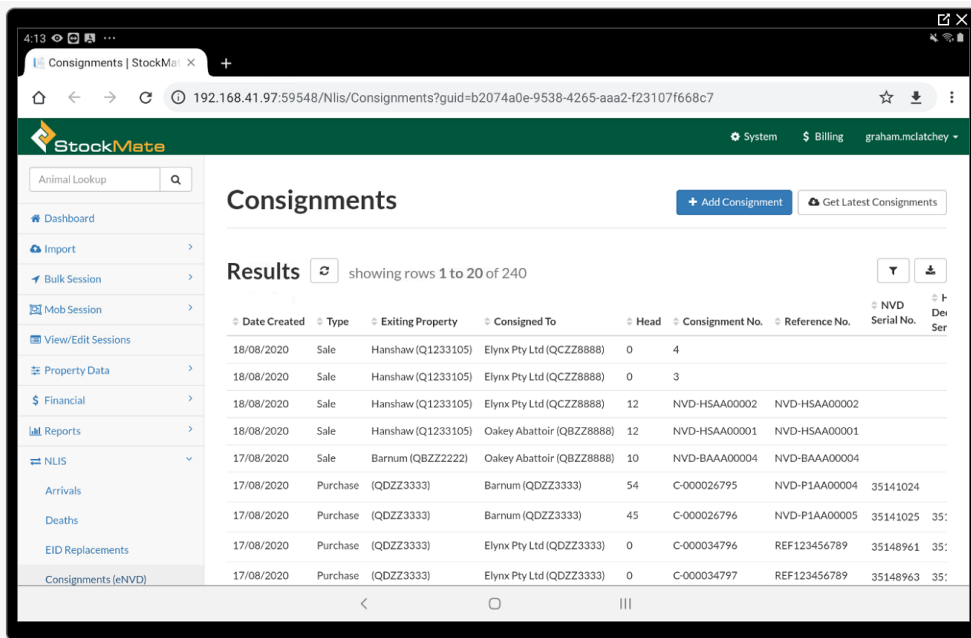 4:13
Consignments | StockMat
192.168.41.97:59548/Nlis/Consignments?guid=b2074a0e-9538-4265-aaa2-f23107f668c7
StockMate
System
$ Billing
graham.mclatchey
Animal Lookup
Dashboard
Import
Bulk Session
Mob Session
View/Edit Sessions
Property Data
$ Financial
Reports
NLIS
Arrivals
Deaths
EID Replacements
Consignments (eNVD)
Consignments
+ Add Consignment
Get Latest Consignments
Results showing rows 1 to 20 of 240
Date Created Type Exiting Property Consigned To Head Consignment No. Reference No. NVD Serial No.
18/08/2020 Sale Hanshaw (Q1233105) Elynx Pty Ltd (QCZZ8888) 0 4
18/08/2020 Sale Hanshaw (Q1233105) Elynx Pty Ltd (QCZZ8888) 0 3
18/08/2020 Sale Hanshaw (Q1233105) Elynx Pty Ltd (QCZZ8888) 12 NVD-HSAA00002 NVD-HSAA00002
18/08/2020 Sale Hanshaw (Q1233105) Oakey Abattoir (QBZZ8888) 12 NVD-HSAA00001 NVD-HSAA00001
17/08/2020 Sale Barnum (QBZZ2222) Oakey Abattoir (QBZZ8888) 10 NVD-BAAA00004 NVD-BAAA00004
17/08/2020 Purchase (QDZZ3333) Barnum (QDZZ3333) 54 C-000026795 NVD-P1AA00004 35141024
17/08/2020 Purchase (QDZZ3333) Barnum (QDZZ3333) 45 C-000026796 NVD-P1AA00005 35141025
17/08/2020 Purchase (QDZZ3333) Elynx Pty Ltd (QDZZ3333) 0 C-000034796 REF123456789 35148961
17/08/2020 Purchase (QDZZ3333) Elynx Pty Ltd (QDZZ3333) 0 C-000034797 REF123456789 35148963